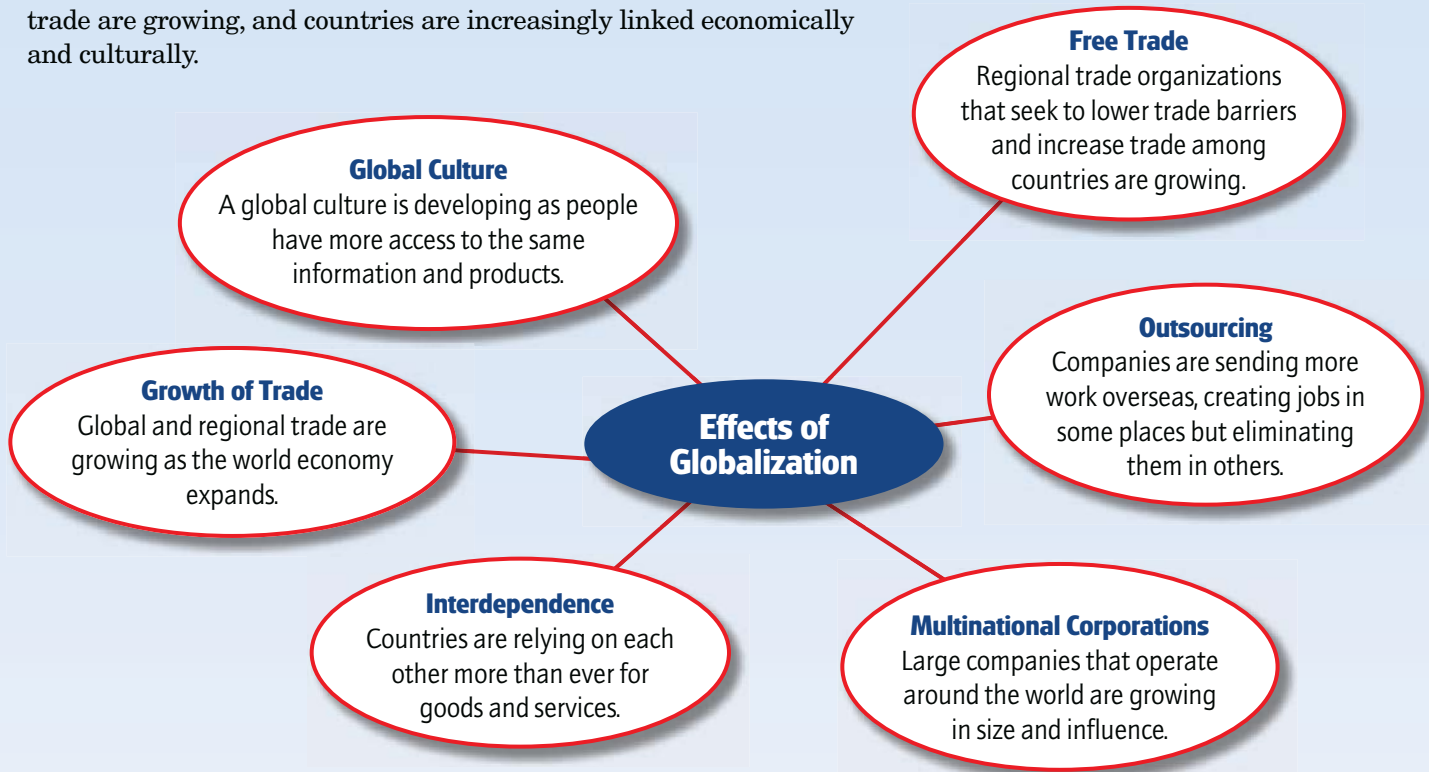 trade are growing, and countries are increasingly linked economically
and culturally.
Free Trade
Regional trade organizations
that seek to lower trade barriers
and increase trade among
countries are growing.
Global Culture
A global culture is developing as people
have more access to the same
information and products.
Outsourcing
Companies are sending more
work overseas, creating jobs in
some places but eliminating
them in others.
Growth of Trade
Global and regional trade are
growing as the world economy
expands.
Effects of
Globalization
Interdependence
Countries are relying on each
other more than ever for
goods and services.
Multinational Corporations
Large companies that operate
around the world are growing
in size and influence.